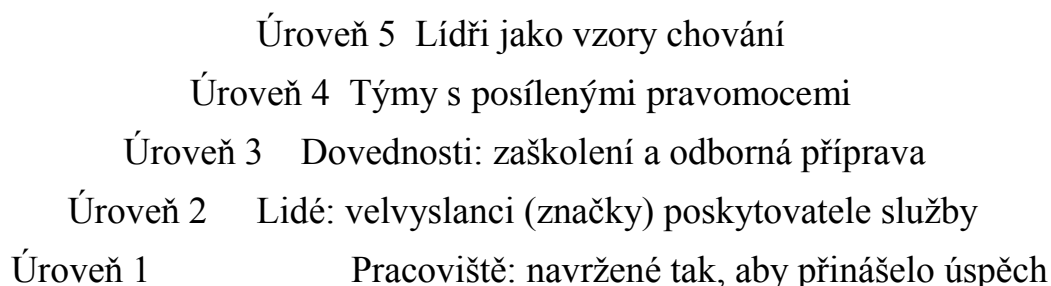 Úroveň 5 Lídři jako vzory chování
Úroveň 4 Týmy s posílenými pravomocemi
Úroveň 3 Dovednosti: zaškolení a odborná příprava
Úroveň 2 Lidé: velvyslanci (značky) poskytovatele služby
Úroveň 1 Pracoviště: navržené tak, aby přinášelo úspěch